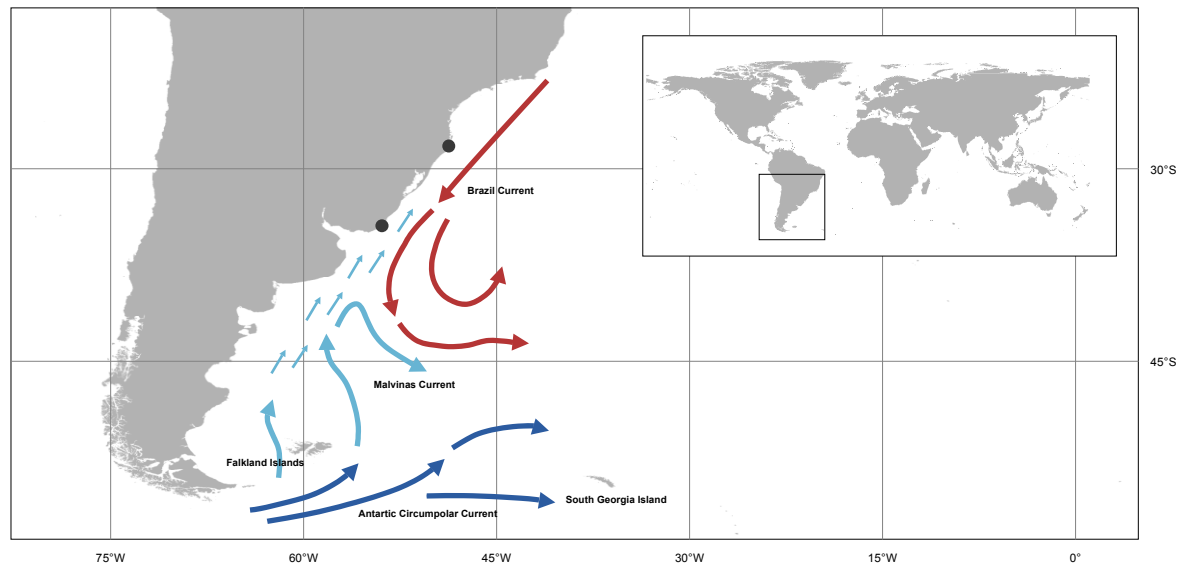 30°S
Brazil Current
45°S
Malvinas Current
Falkland Islands
South Georgia Island
Antartic Circumpolar Current
75°W
60°W
45°W
30°W
15°W
0°